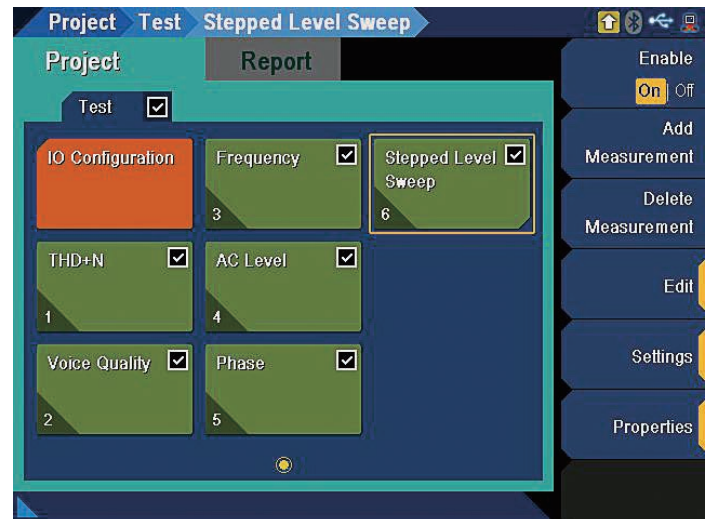 Project Test Stepped Level Sweep
Project Report
Test
IO Configuration
Frequency
3
Stepped Level
Sweep
6
THD+N
1
AC Level
4
Voice Quality
2
Phase
5
Enable
On | Off
Add
Measurement
Delete
Measurement
Edit
Settings
Properties